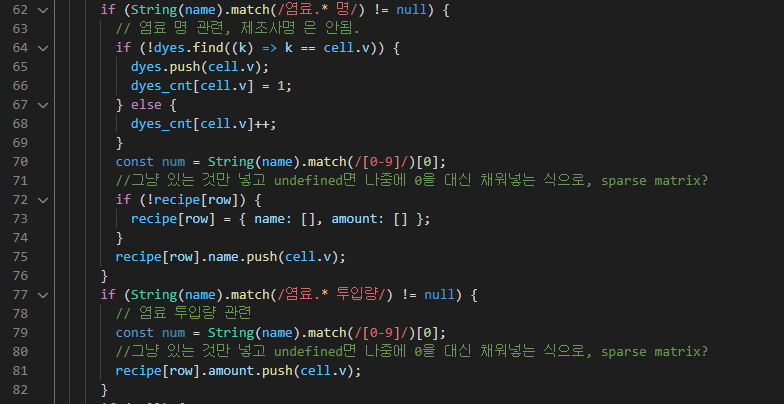 62 if (String(name).match(/염료.* 명/) != null) {
63 // 염료 명 관련, 제조사명 은 안됨.
64 if (!dyes.find((k) => k == cell.v)) {
65 dyes.push(cell.v);
66 dyes_cnt[cell.v] = 1;
67 } else {
68 dyes_cnt[cell.v]++;
69 }
70 const num = String(name).match(/[0-9]/)[0];
71 //그냥 있는 것만 넣고 undefined면 나중에 0을 대신 채워넣는 식으로, sparse matrix?
72 if (!recipe[row]) {
73 recipe[row] = { name: [], amount: [] };
74 }
75 recipe[row].name.push(cell.v);
76 }
77 if (String(name).match(/염료.* 투입량/) != null) {
78 // 염료 투입량 관련
79 const num = String(name).match(/[0-9]/)[0];
80 //그냥 있는 것만 넣고 undefined면 나중에 0을 대신 채워넣는 식으로, sparse matrix?
81 recipe[row].amount.push(cell.v);
82 }